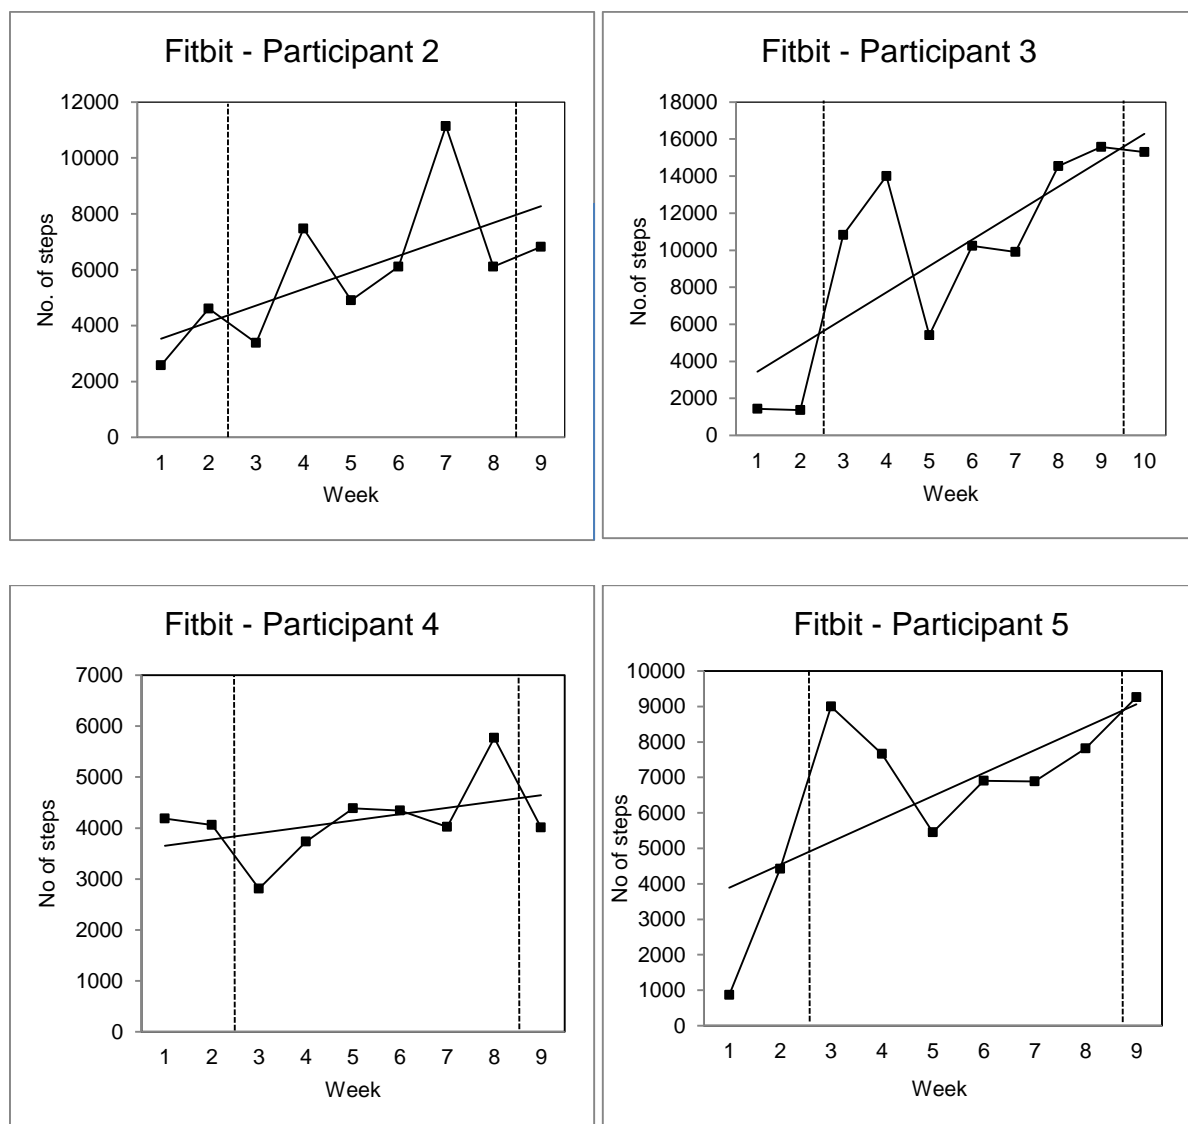 Fitbit - Participant 2
12000
10000
8000
6000
4000
2000
0
No. of steps
1 2 3 4 5 6 7 8 9
Week
Fitbit - Participant 3
18000
16000
14000
12000
10000
8000
6000
4000
2000
0
No.of steps
1 2 3 4 5 6 7 8 9 10
Week
Fitbit - Participant 4
7000
6000
5000
4000
3000
2000
1000
0
No of steps
1 2 3 4 5 6 7 8 9
Week
Fitbit - Participant 5
10000
9000
8000
7000
6000
5000
4000
3000
2000
1000
0
No of steps
1 2 3 4 5 6 7 8 9
Week